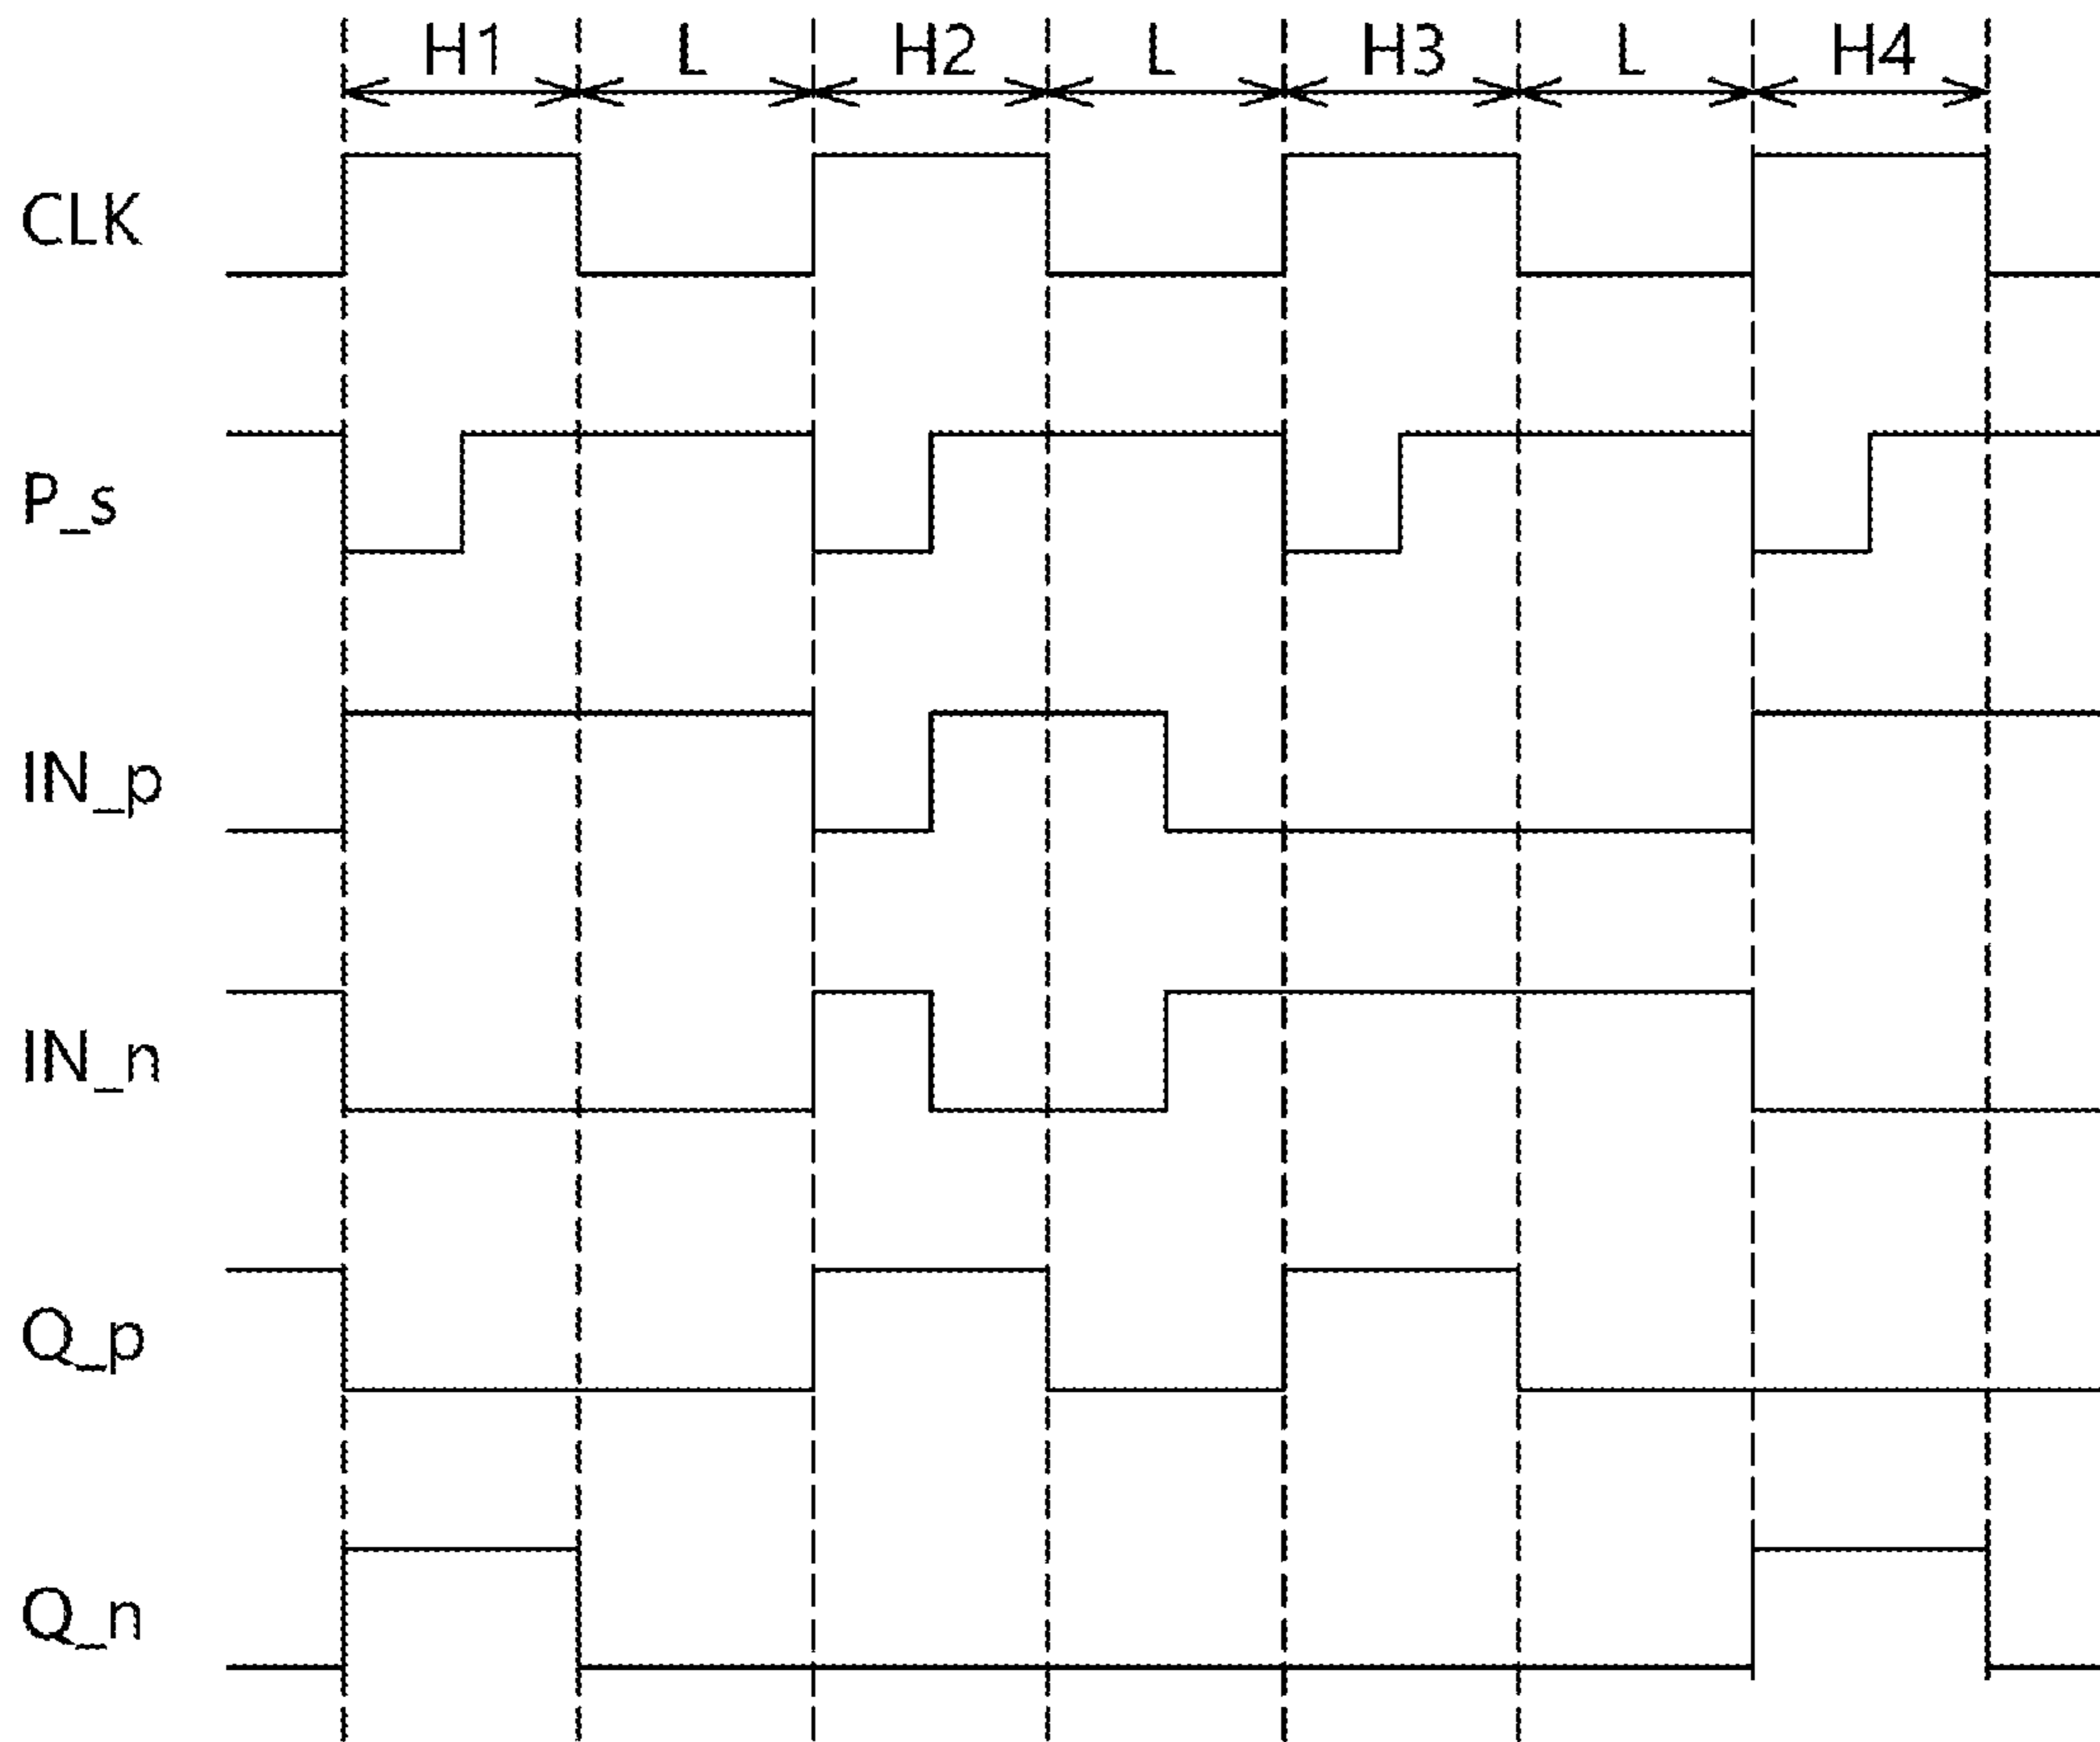 H1 L H2 L H3 L H4
CLK
P_s
IN_p
IN_n
Q_p
Q_n